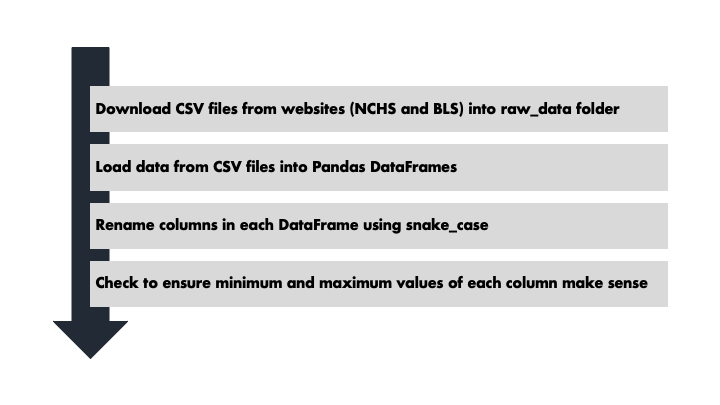 Download CSV files from websites (NCHS and BLS) into raw_data folder
Load data from CSV files into Pandas DataFrames
Rename columns in each DataFrame using snake_case
Check to ensure minimum and maximum values of each column make sense